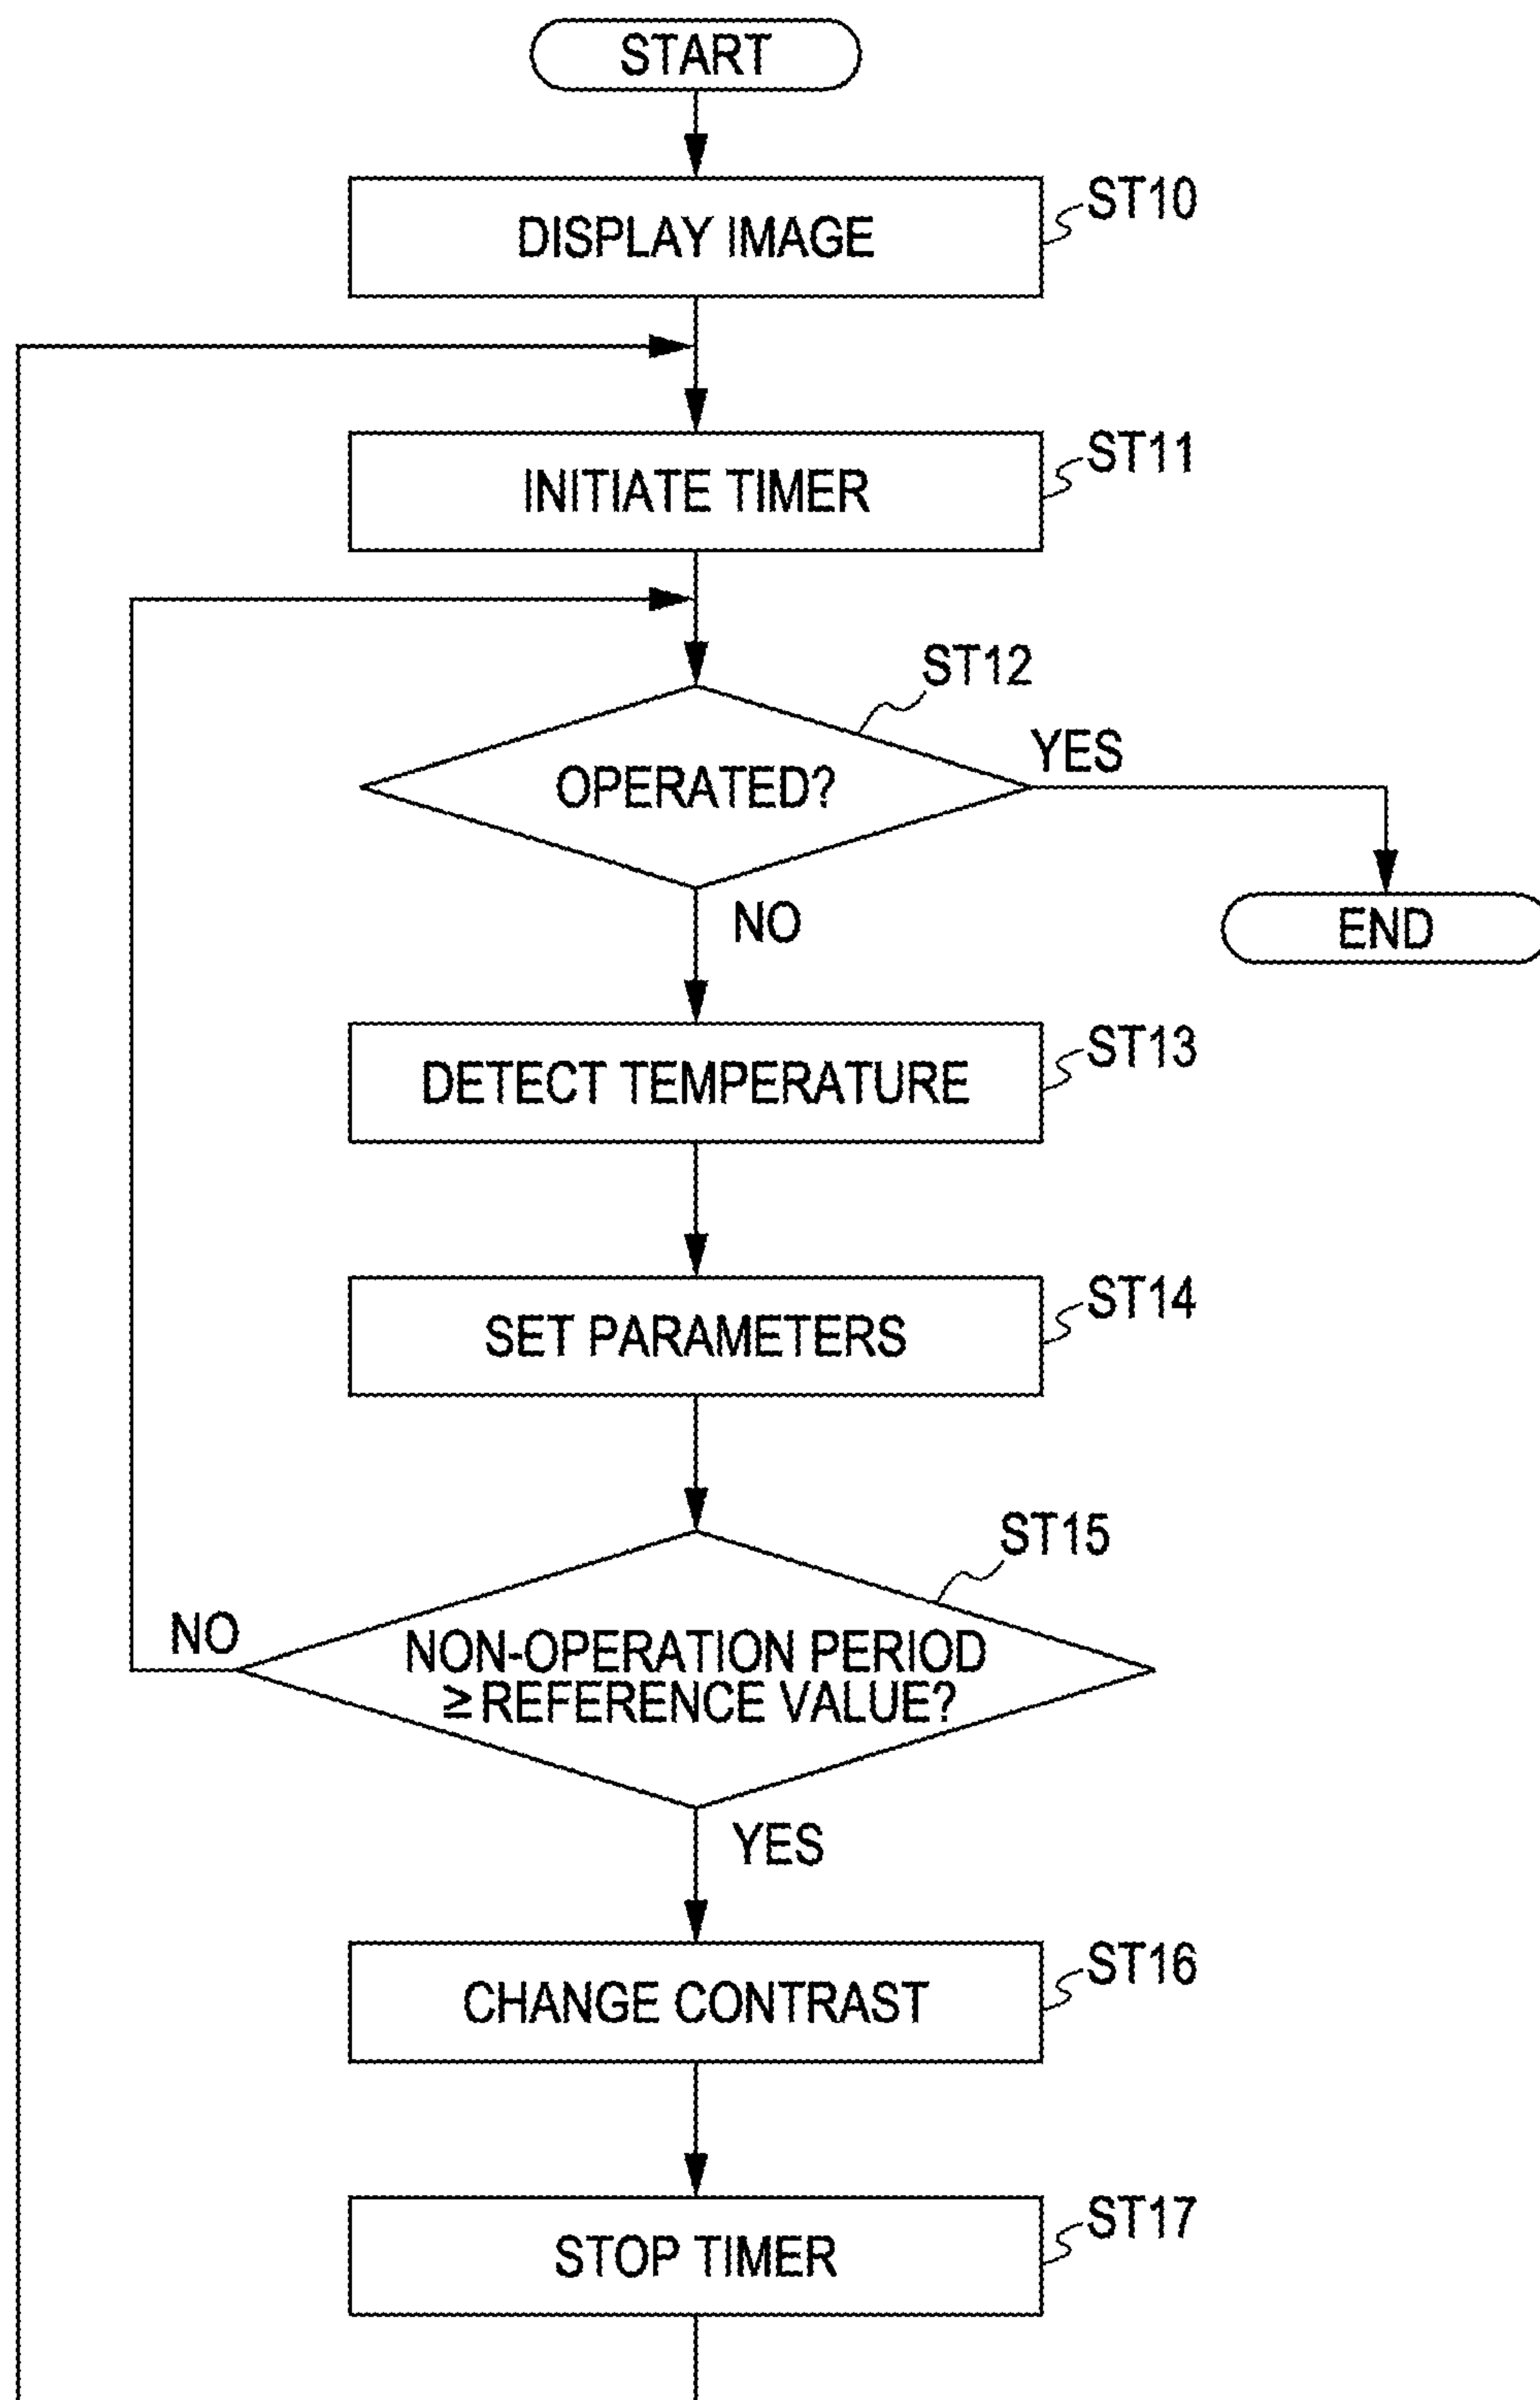 START
DISPLAY IMAGE
ST10
INITIATE TIMER
ST11
ST12
OPERATED?
YES
NO
END
DETECT TEMPERATURE
ST13
SET PARAMETERS
ST14
ST15
NO
NON-OPERATION PERIOD
≥ REFERENCE VALUE?
YES
CHANGE CONTRAST
ST16
STOP TIMER
ST17